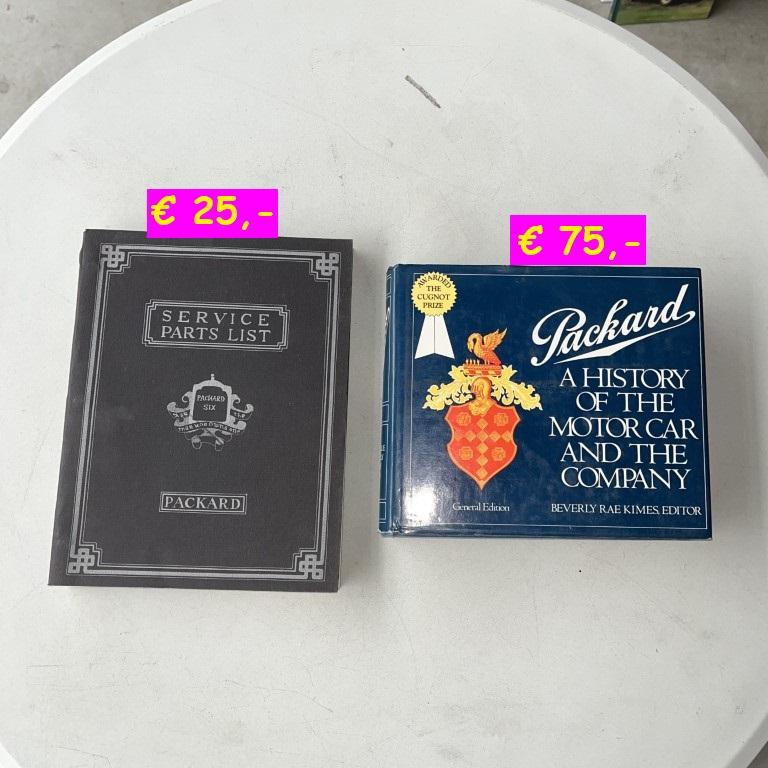 € 25,-
SERVICE
PARTS LIST
PACKARD
SIX
PACKARD
€ 75,-
AWARDED
THE
CUGNOT
PRIZE
Packard
A HISTORY
OF THE
MOTOR CAR
AND THE
COMPANY
General Edition
BEVERLY RAE KIMES, EDITOR